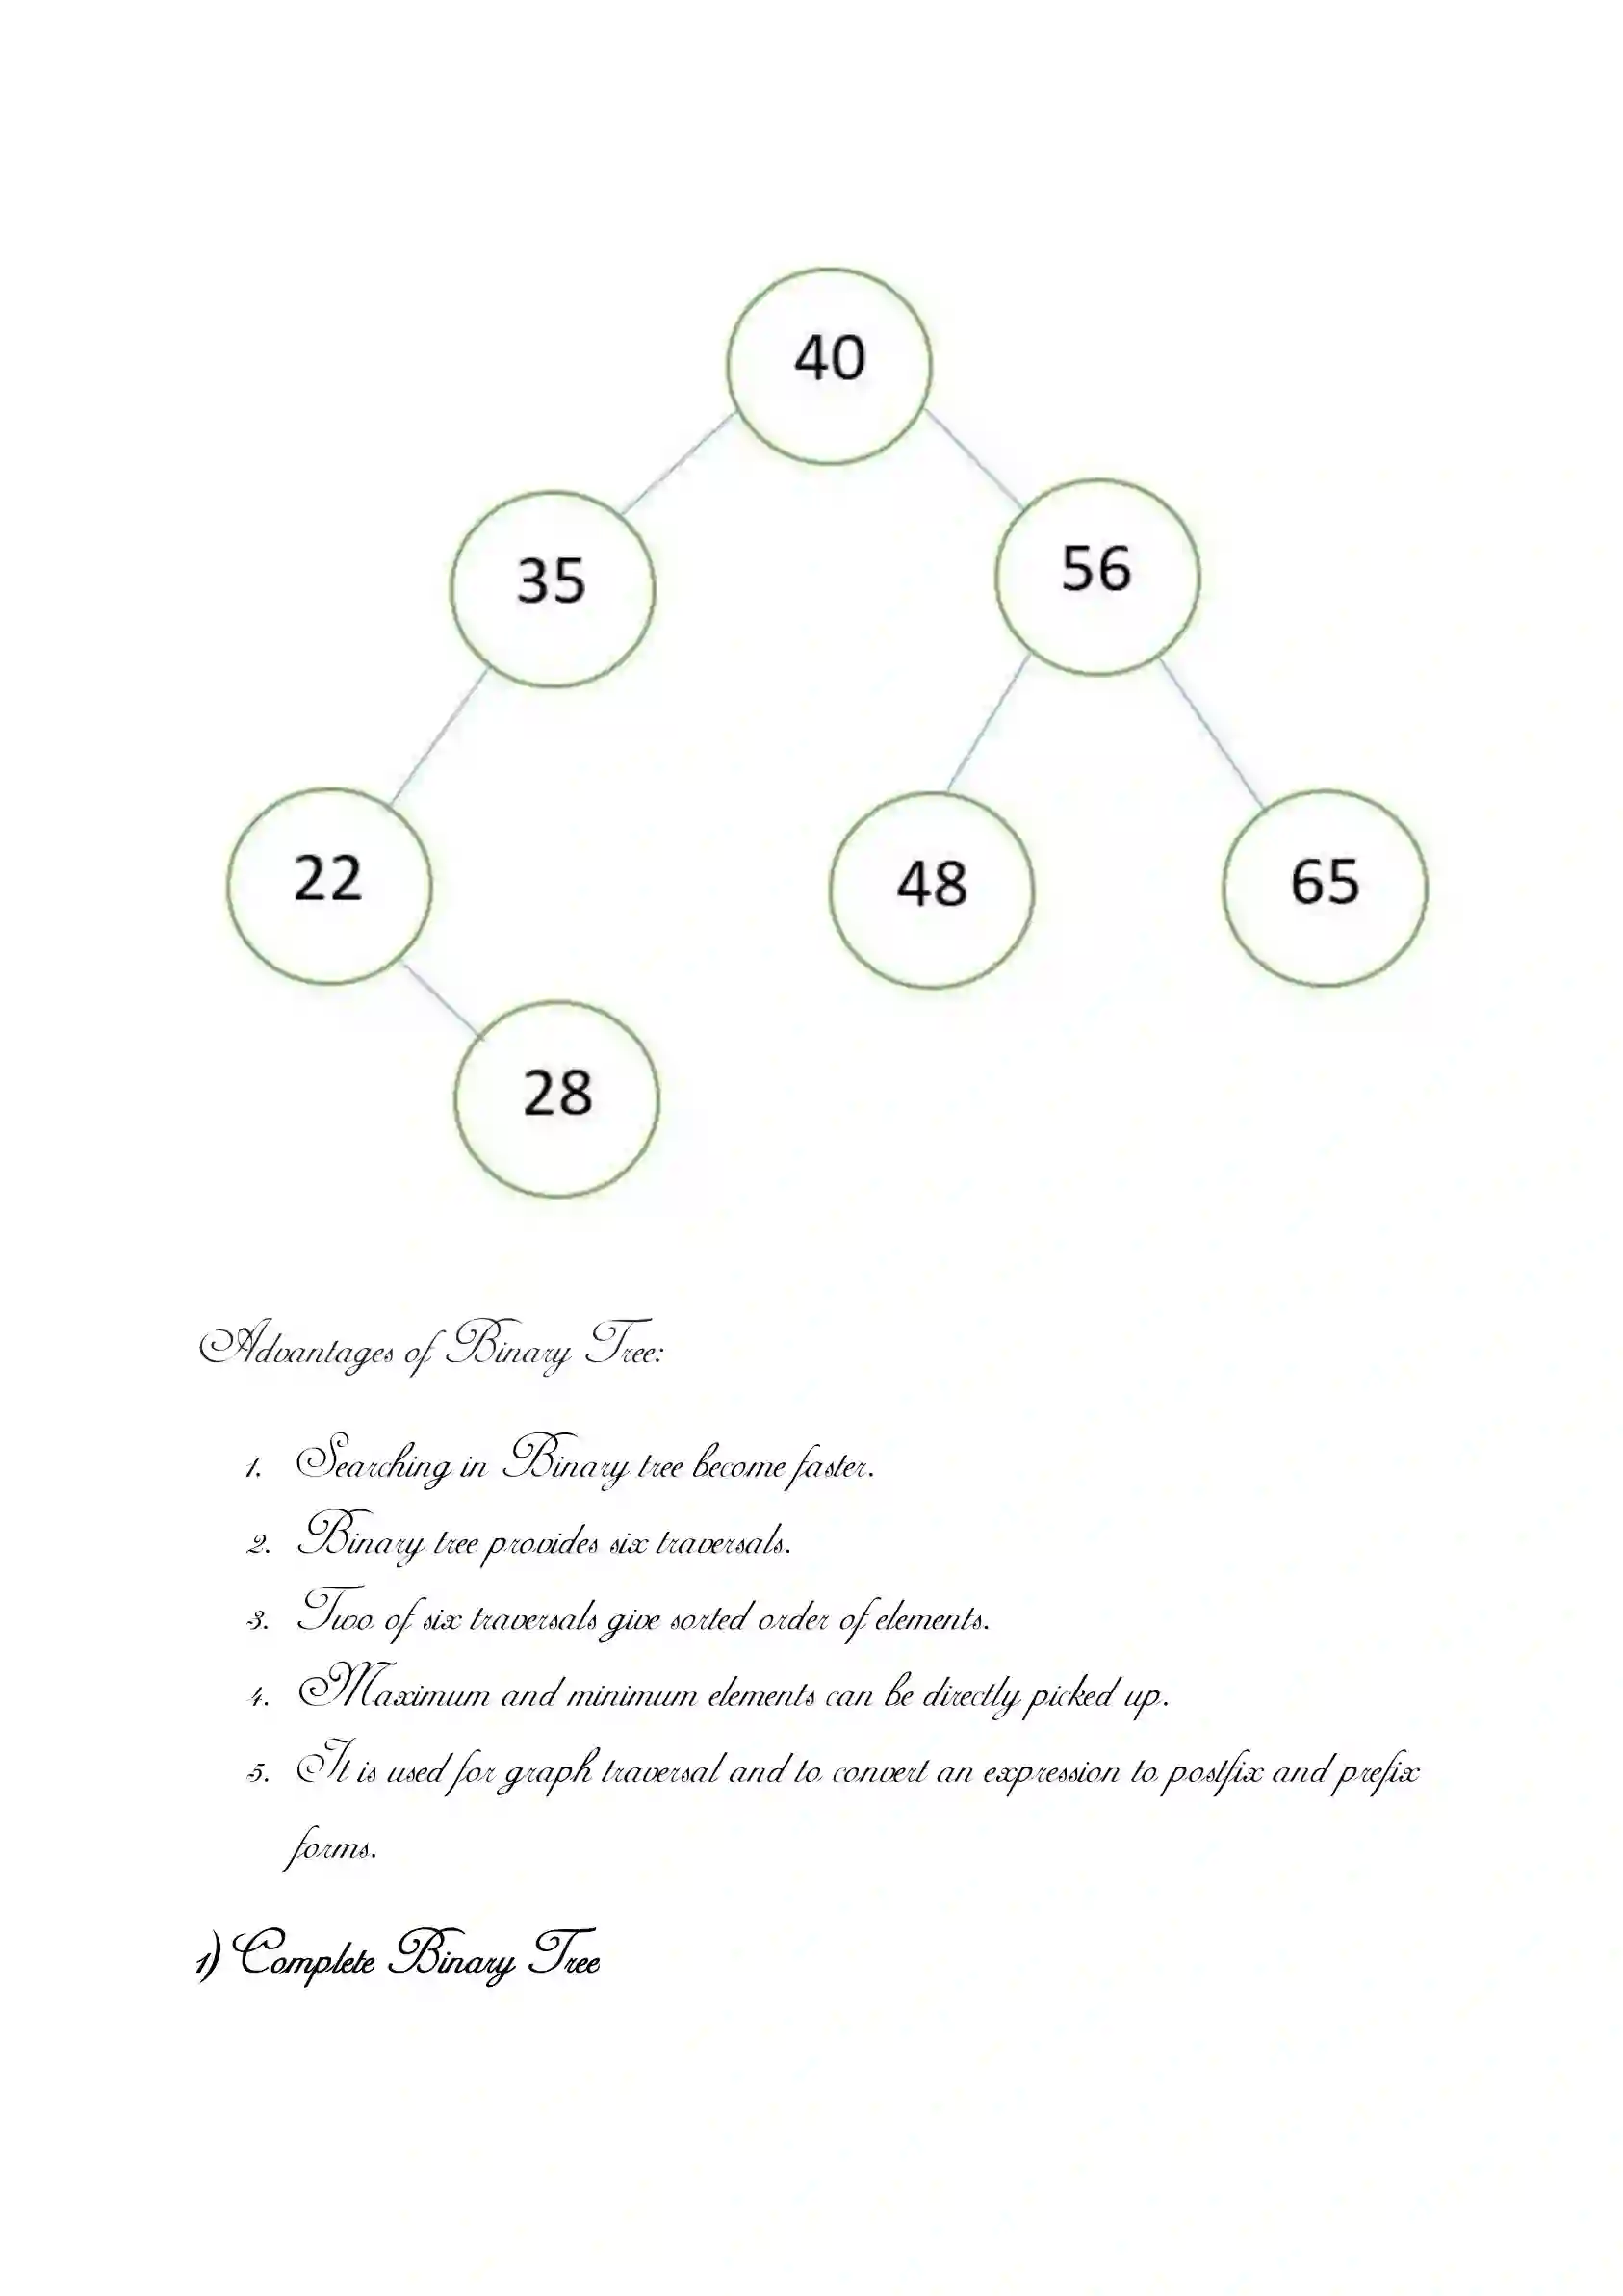 40
35
56
22
48
65
28
Advantages of Binary Tree:
1. Searching in Binary tree become faster.
2. Binary tree provides six traversals.
3. Two of six traversals give sorted order of elements.
4. Maximum and minimum elements can be directly picked up.
5. It is used for graph traversal and to convert an expression to postfix and prefix
forms.
1) Complete Binary Tree